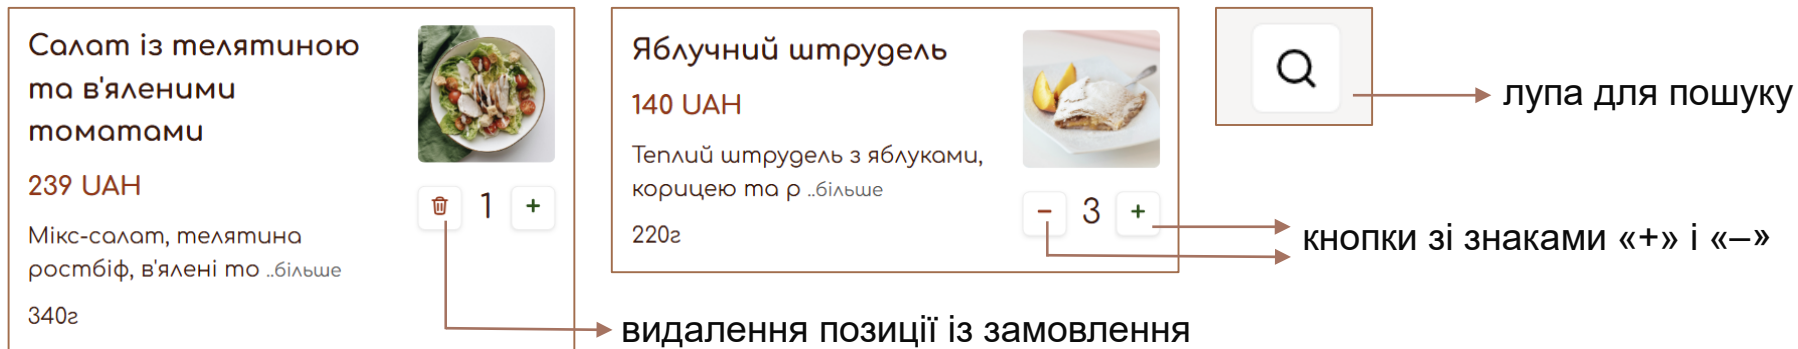 Салат із телятиною
та в'яленими
томатами
239 UAH
Мікс-салат, телятина
ростбіф, в'ялені то ..більше
340г
1 +
Яблучний штрудель
140 UAH
Теплий штрудель з яблуками,
корицею та р ..більше
220г
− 3 +
лупа для пошуку
кнопки зі знаками «+» і «–»
видалення позиції із замовлення